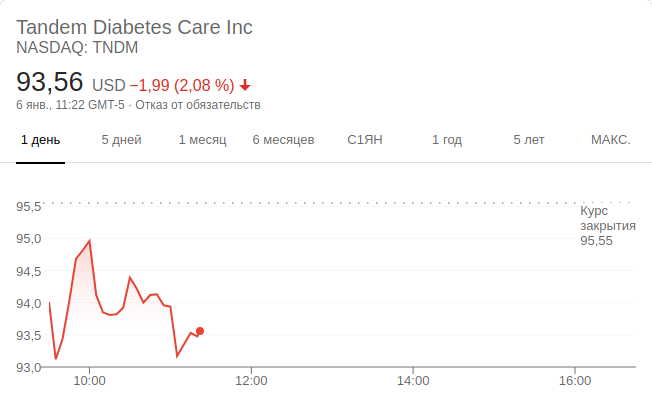 Tandem Diabetes Care Inc
NASDAQ: TNDM
93,56 USD −1,99 (2,08 %)
6 янв., 11:22 GMT-5 · Отказ от обязательств
1 день 5 дней 1 месяц 6 месяцев С1ЯН 1 год 5 лет МАКС.
95,5
Курс
закрытия
95,55
95,0
94,5
94,0
93,5
93,0
10:00 12:00 14:00 16:00